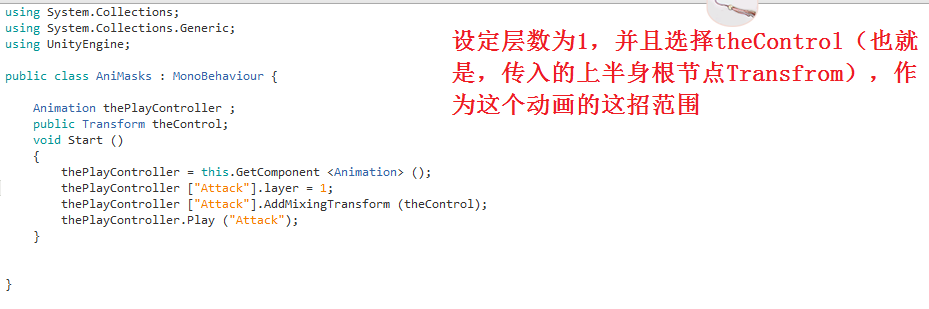 using System.Collections;
using System.Collections.Generic;
using UnityEngine;
public class AniMasks : MonoBehaviour {
Animation thePlayController ;
public Transform theControl;
void Start ()
{
thePlayController = this.GetComponent <Animation> ();
thePlayController ["Attack"].layer = 1;
thePlayController ["Attack"].AddMixingTransform (theControl);
thePlayController.Play ("Attack");
}
}
设定层数为1，并且选择theControl（也就
是，传入的上半身根节点Transfrom），作
为这个动画的这招范围